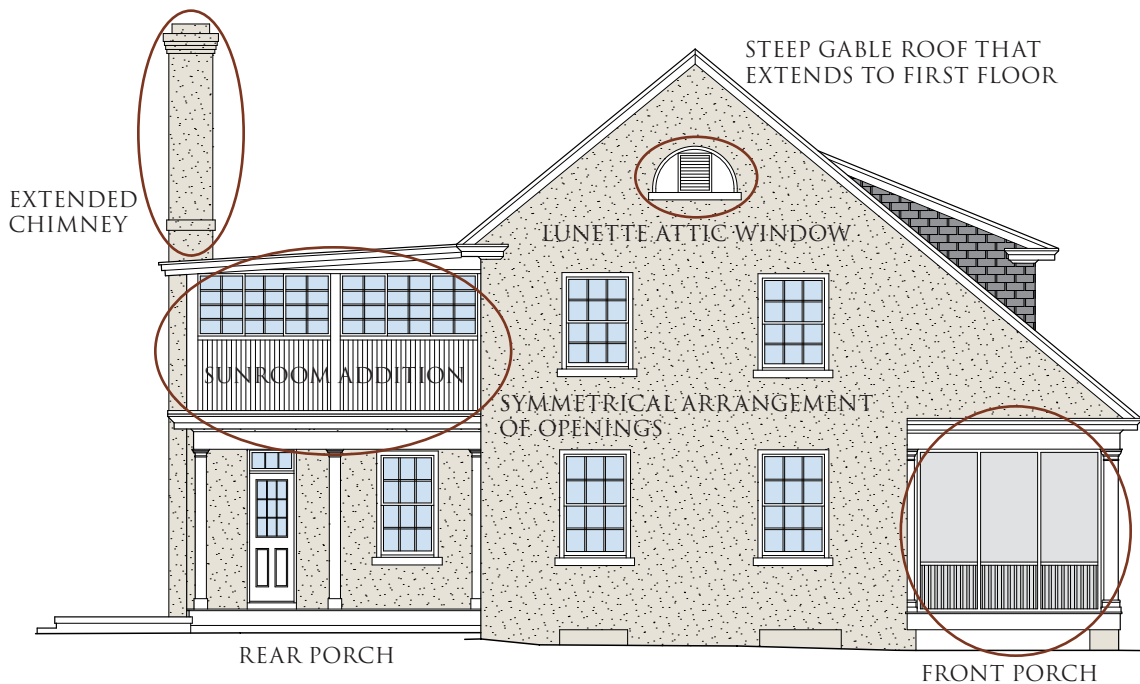 STEEP GABLE ROOF THAT
EXTENDS TO FIRST FLOOR
EXTENDED
CHIMNEY
LUNETTE ATTIC WINDOW
SUNROOM ADDITION
SYMMETRICAL ARRANGEMENT
OF OPENINGS
REAR PORCH
FRONT PORCH